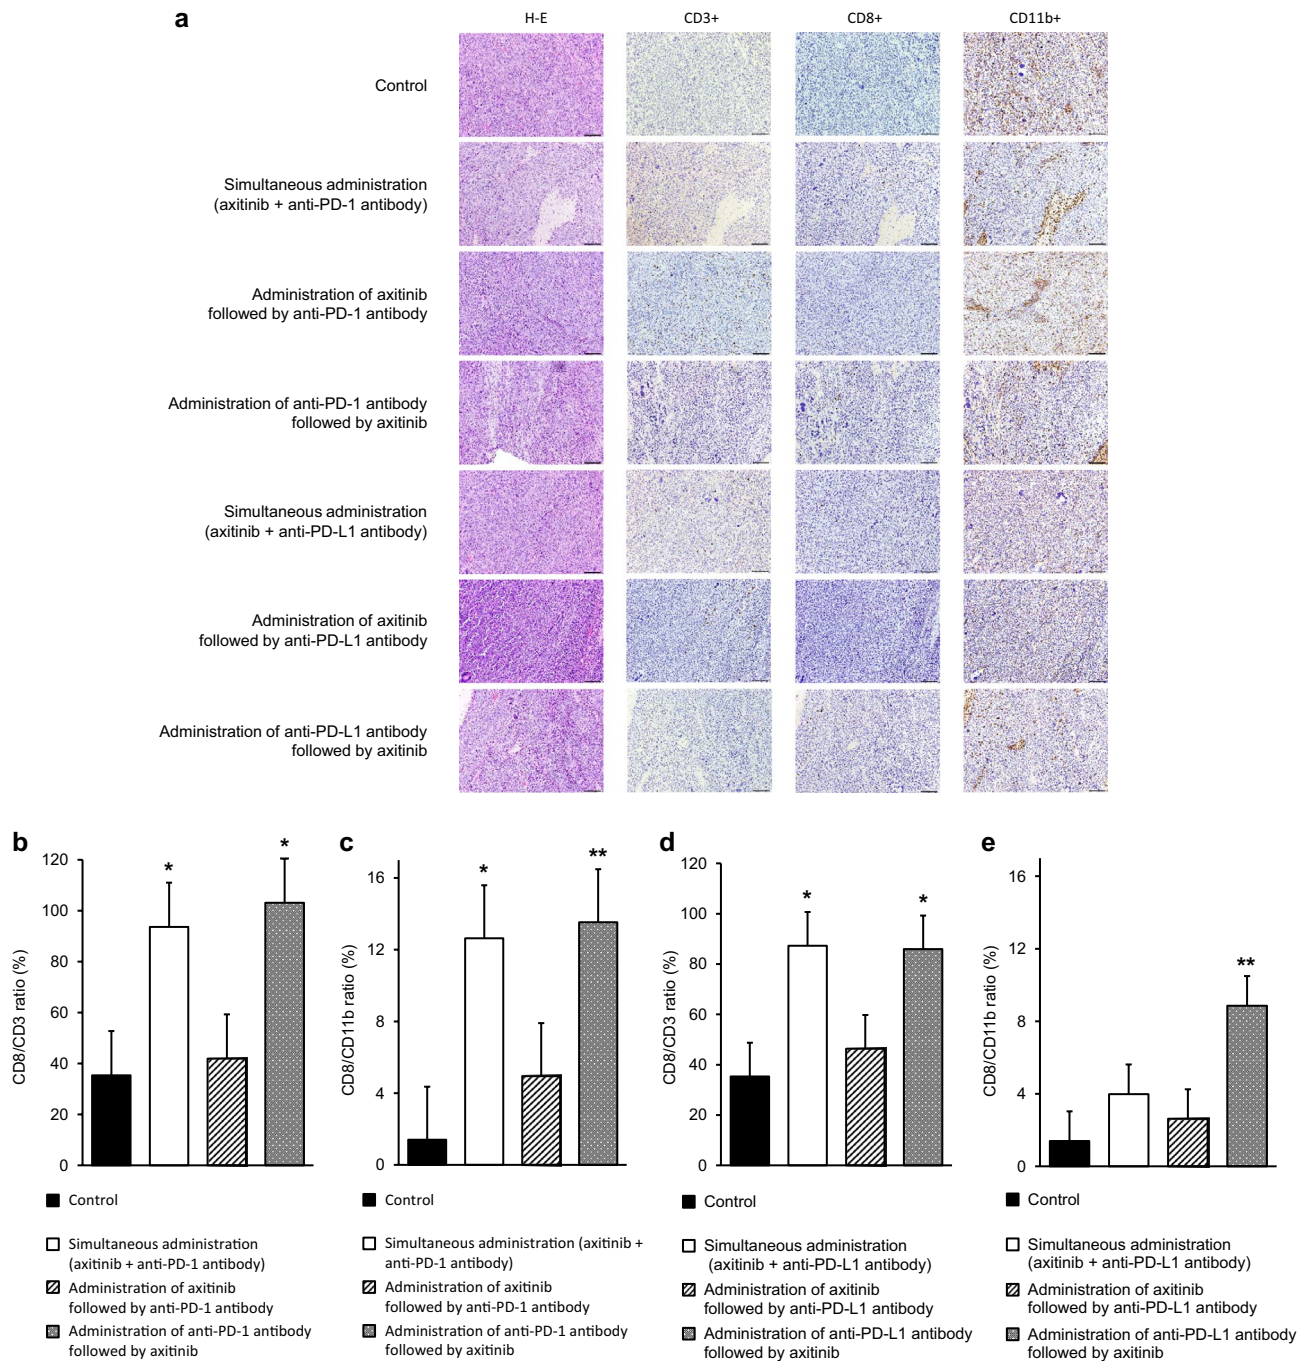 a
H-E CD3+ CD8+ CD11b+
Control
Simultaneous administration
(axitinib + anti-PD-1 antibody)
Administration of axitinib
followed by anti-PD-1 antibody
Administration of anti-PD-1 antibody
followed by axitinib
Simultaneous administration
(axitinib + anti-PD-L1 antibody)
Administration of axitinib
followed by anti-PD-L1 antibody
Administration of anti-PD-L1 antibody
followed by axitinib
b
120
100
80
60
40
20
0
CD8/CD3 ratio (%)
*
*
Control
Simultaneous administration
(axitinib + anti-PD-1 antibody)
Administration of axitinib
followed by anti-PD-1 antibody
Administration of anti-PD-1 antibody
followed by axitinib
c
16
12
8
4
0
CD8/CD11b ratio (%)
*
**
Control
Simultaneous administration (axitinib +
anti-PD-1 antibody)
Administration of axitinib
followed by anti-PD-1 antibody
Administration of anti-PD-1 antibody
followed by axitinib
d
120
100
80
60
40
20
0
CD8/CD3 ratio (%)
*
*
Control
Simultaneous administration
(axitinib + anti-PD-L1 antibody)
Administration of axitinib
followed by anti-PD-L1 antibody
Administration of anti-PD-L1 antibody
followed by axitinib
e
16
12
8
4
0
CD8/CD11b ratio (%)
**
Control
Simultaneous administration
(axitinib + anti-PD-L1 antibody)
Administration of axitinib
followed by anti-PD-L1 antibody
Administration of anti-PD-L1 antibody
followed by axitinib